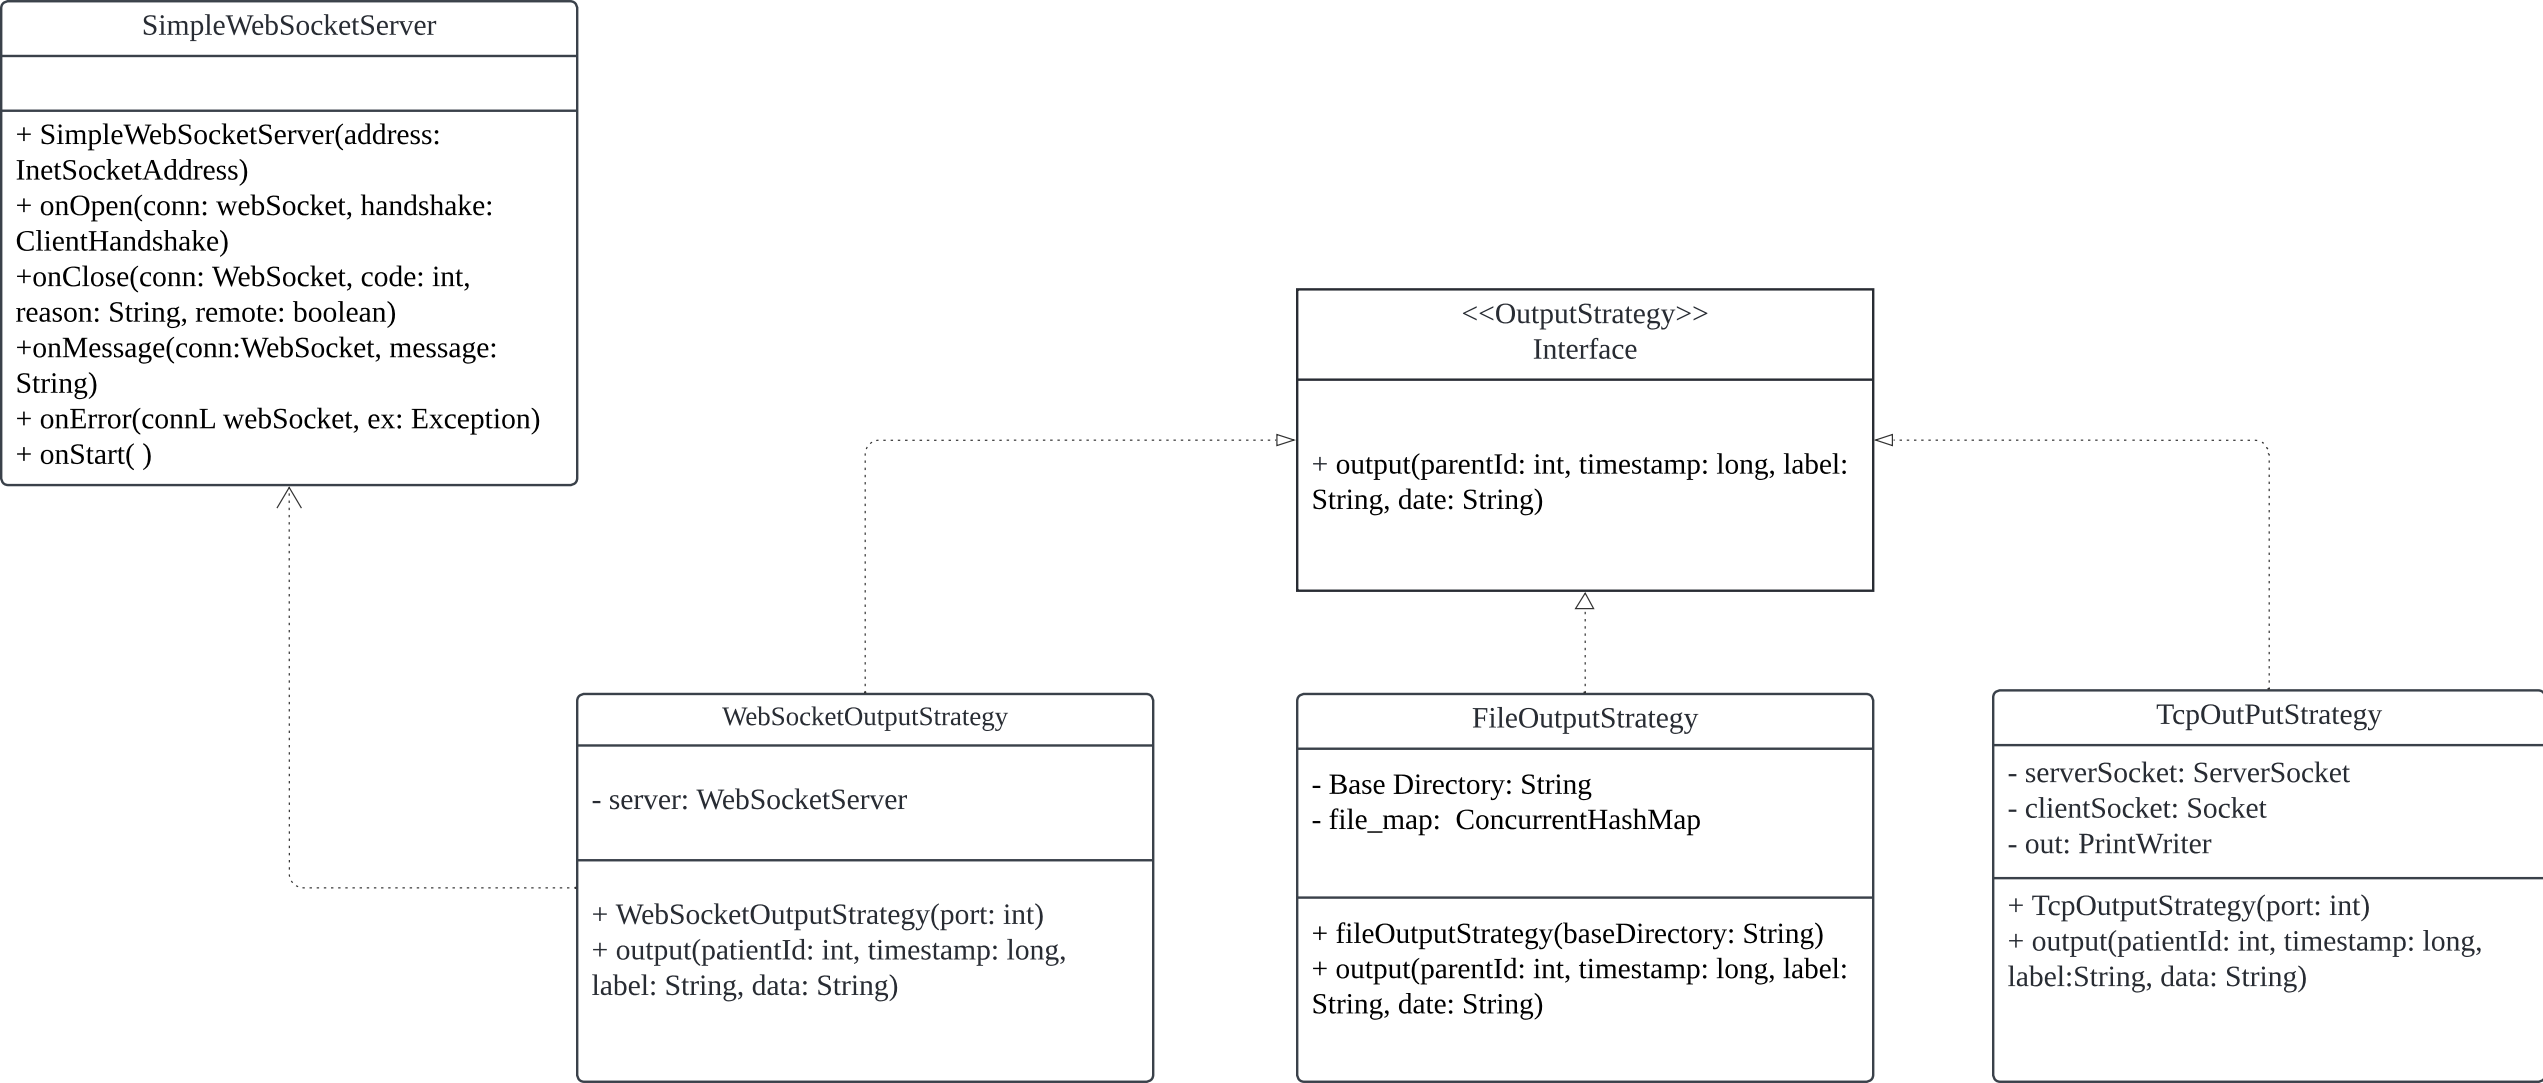 SimpleWebSocketServer
+ SimpleWebSocketServer(address:
InetSocketAddress)
+ onOpen(conn: webSocket, handshake:
ClientHandshake)
+onClose(conn: WebSocket, code: int,
reason: String, remote: boolean)
+onMessage(conn:WebSocket, message:
String)
+ onError(connL webSocket, ex: Exception)
+ onStart( )
<<OutputStrategy>>
Interface
+ output(parentId: int, timestamp: long, label:
String, date: String)
WebSocketOutputStrategy
- server: WebSocketServer
+ WebSocketOutputStrategy(port: int)
+ output(patientId: int, timestamp: long,
label: String, data: String)
FileOutputStrategy
- Base Directory: String
- file_map:  ConcurrentHashMap
+ fileOutputStrategy(baseDirectory: String)
+ output(parentId: int, timestamp: long, label:
String, date: String)
TcpOutPutStrategy
- serverSocket: ServerSocket
- clientSocket: Socket
- out: PrintWriter
+ TcpOutputStrategy(port: int)
+ output(patientId: int, timestamp: long,
label:String, data: String)